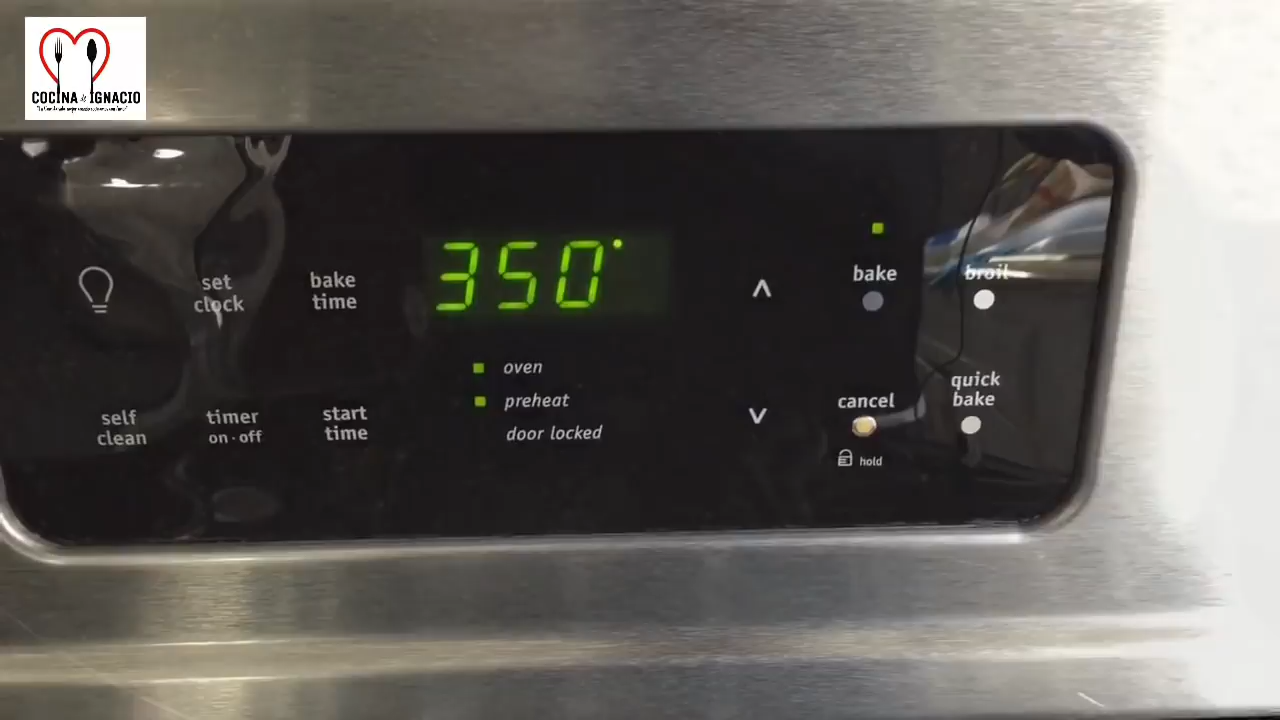 COCINA de IGNACIO
350°
set
clock
bake
time
bake
broil
oven
preheat
door locked
self
clean
timer
on·off
start
time
cancel
hold
quick
bake